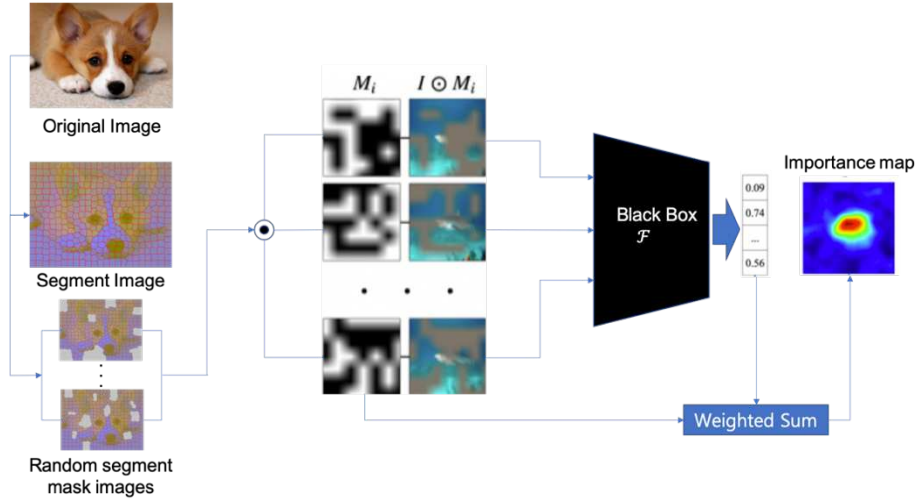 Original Image
Segment Image
Random segment
mask images
M_i
I ⊙ M_i
Black Box
ℱ
0.09
0.74
...
0.56
Importance map
Weighted Sum